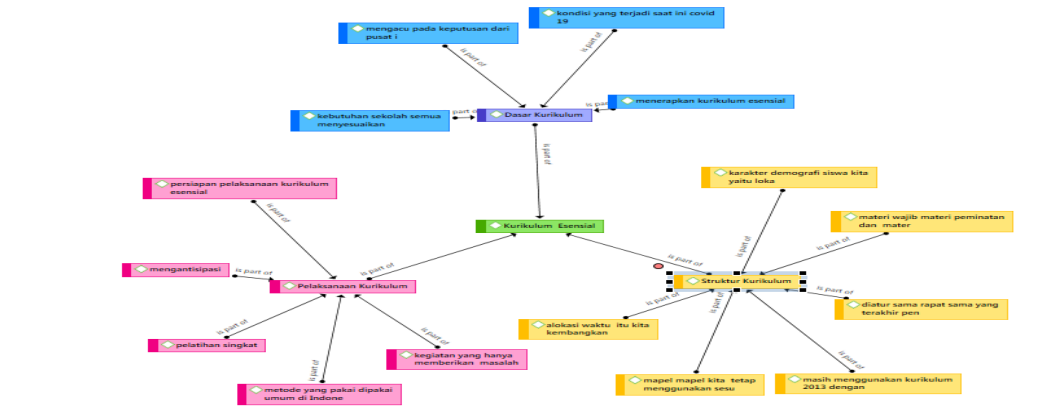 kondisi yang terjadi saat ini covid
19
mengacu pada keputusan dari
pusat i
is part of
is part of
menerapkan kurikulum esensial
is pa
kebutuhan sekolah semua
menyesuaikan
part o
Dasar Kurikulum
is part of
karakter demografi siswa kita
yaitu loka
persiapan pelaksanaan kurikulum
esensial
is part of
materi wajib materi peminatan
dan mater
Kurikulum Esensial
is part of
is part of
mengantisipasi
is part of
is part of
is part of
Pelaksanaan Kurikulum
Struktur Kurikulum
is part of
is part of
is part of
diatur sama rapat sama yang
terakhir pen
alokasi waktu itu kita
kembangkan
is part of
is part of
pelatihan singkat
kegiatan yang hanya
memberikan masalah
is part of
is part of
metode yang pakai dipakai
umum di Indone
mapel mapel kita tetap
menggunakan sesu
masih menggunakan kurikulum
2013 dengan